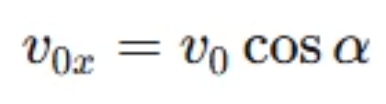 v₀ₓ = v₀ cos α